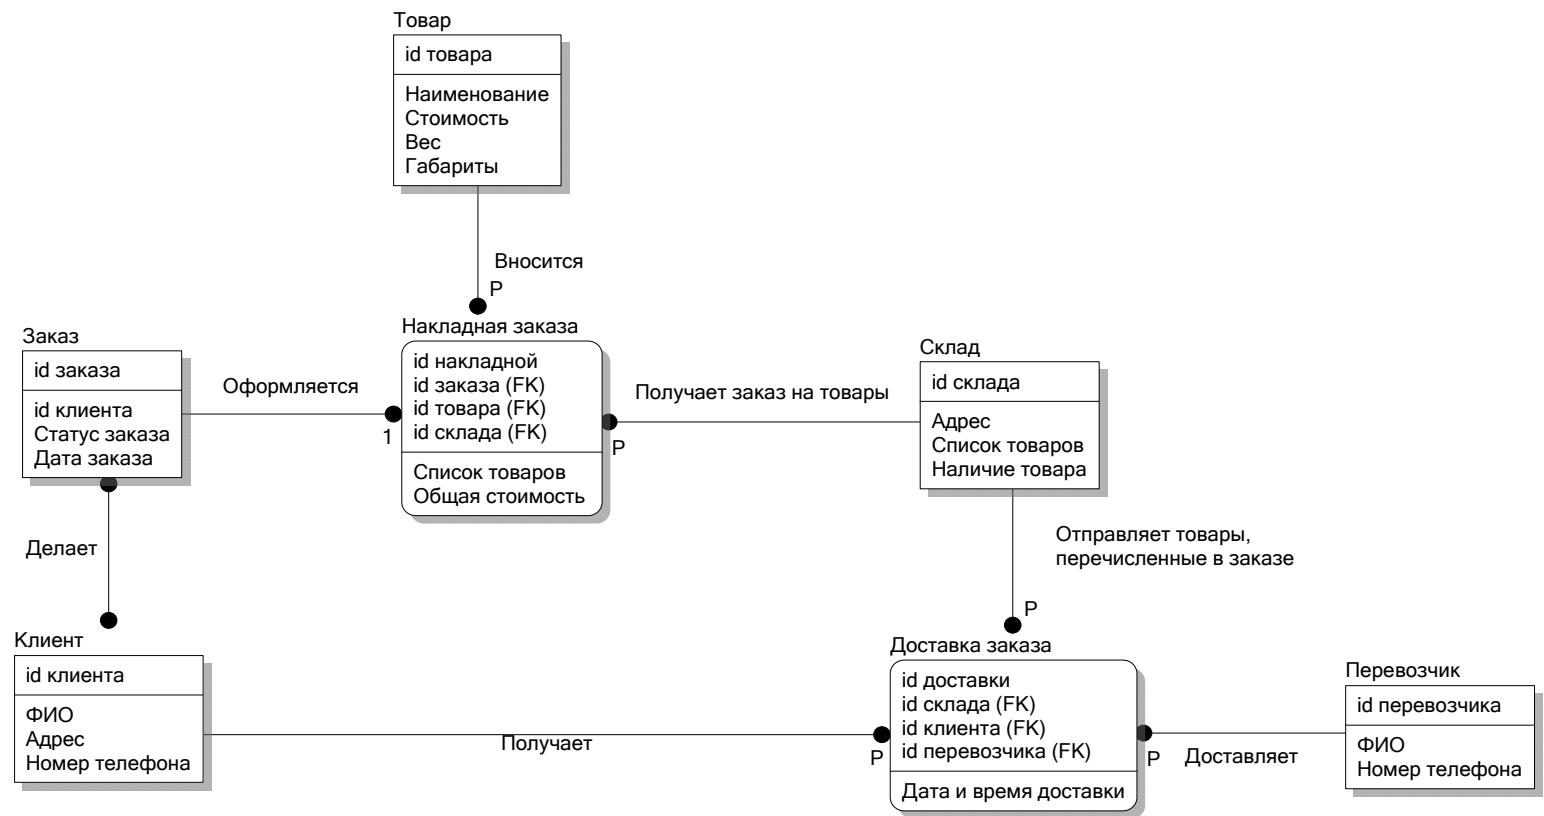 Товар
id товара
Наименование
Стоимость
Вес
Габариты
Вносится
P
Накладная заказа
id накладной
id заказа (FK)
id товара (FK)
id склада (FK)
Список товаров
Общая стоимость
Заказ
id заказа
id клиента
Статус заказа
Дата заказа
Оформляется
1
Получает заказ на товары
P
Склад
id склада
Адрес
Список товаров
Наличие товара
Делает
Отправляет товары,
перечисленные в заказе
P
Клиент
id клиента
ФИО
Адрес
Номер телефона
Получает
P
Доставка заказа
id доставки
id склада (FK)
id клиента (FK)
id перевозчика (FK)
Дата и время доставки
P
Доставляет
Перевозчик
id перевозчика
ФИО
Номер телефона